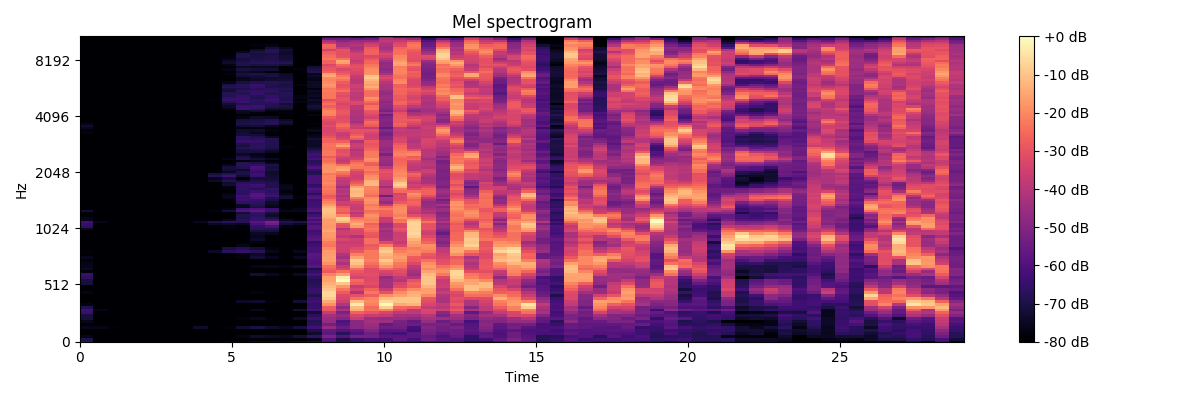 Mel spectrogram
Hz
8192
4096
2048
1024
512
0
0 5 10 15 20 25
Time
+0 dB
-10 dB
-20 dB
-30 dB
-40 dB
-50 dB
-60 dB
-70 dB
-80 dB